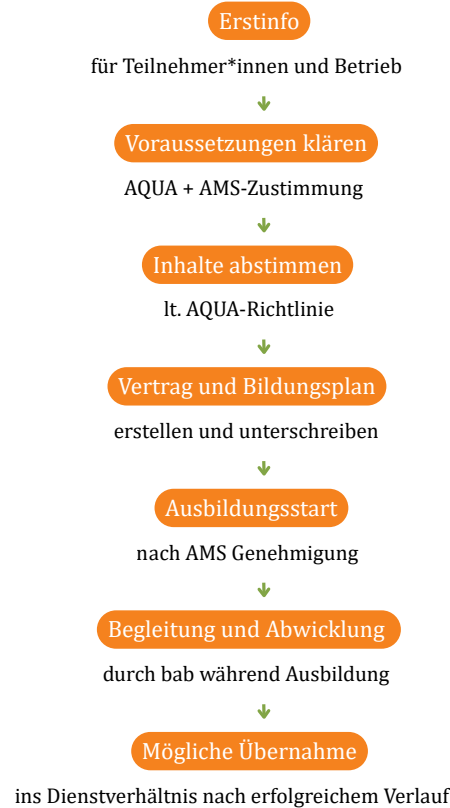 Erstinfo
für Teilnehmer*innen und Betrieb
Voraussetzungen klären
AQUA + AMS-Zustimmung
Inhalte abstimmen
lt. AQUA-Richtlinie
Vertrag und Bildungsplan
erstellen und unterschreiben
Ausbildungsstart
nach AMS Genehmigung
Begleitung und Abwicklung
durch bab während Ausbildung
Mögliche Übernahme
ins Dienstverhältnis nach erfolgreichem Verlauf